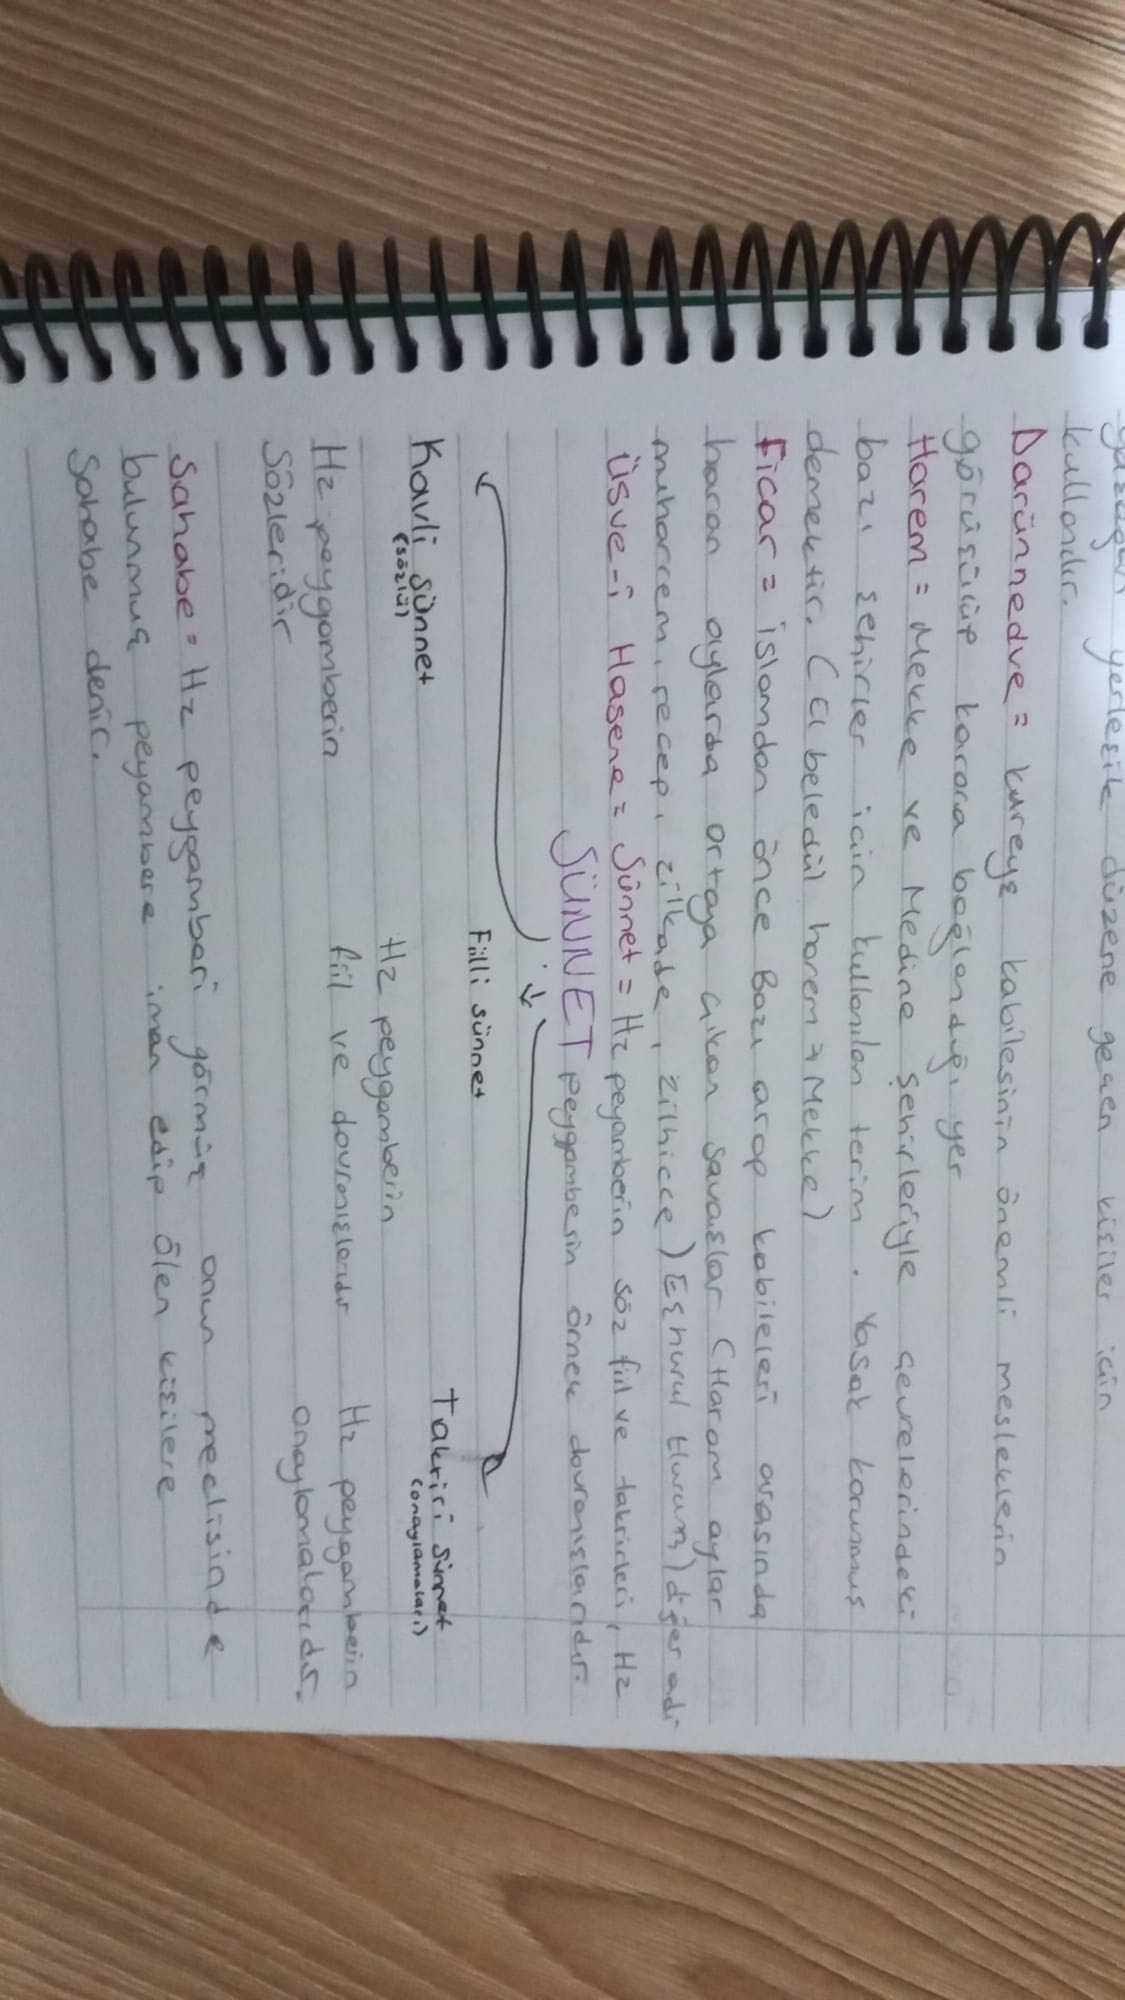 yaşayan yerleşik düzene geçen kişiler için
kullanılır.
Darünnedve = kureyş kabilesinin önemli mesleklerin
görüşülüp karara bağlandığı yer
Harem = Mekke ve Medine şehirleriyle çevrelerindeki
bazı şehirler için kullanılan terim. Yasak korunmuş
demektir. (El beledül harem → Mekke)
Ficar = islamdan önce Bazı arap kabileleri arasında
haram aylarda ortaya çıkan savaşlar (Haram aylar
muharrem, recep, zilkade, zilhicce) Eşhurul Hurum) diğer adı
Üsve-i Hasene = Sünnet = Hz peyamberin söz fiil ve takrirleri, Hz
SÜNNET peygamberin örnek davranışlarıdır.
Fiilli sünnet
Kavli sünnet
(sözlü)
Takriri sünnet
(onaylamaları)
Hz peygamberin
sözleridir
Hz peygamberin
fiil ve davranışlarıdır
Hz peygamberin
onaylamalarıdır.
Sahabe = Hz peygamberi görmüş onun meclisinde
bulunmuş peyambere iman edip ölen kişilere
Sahabe denir.